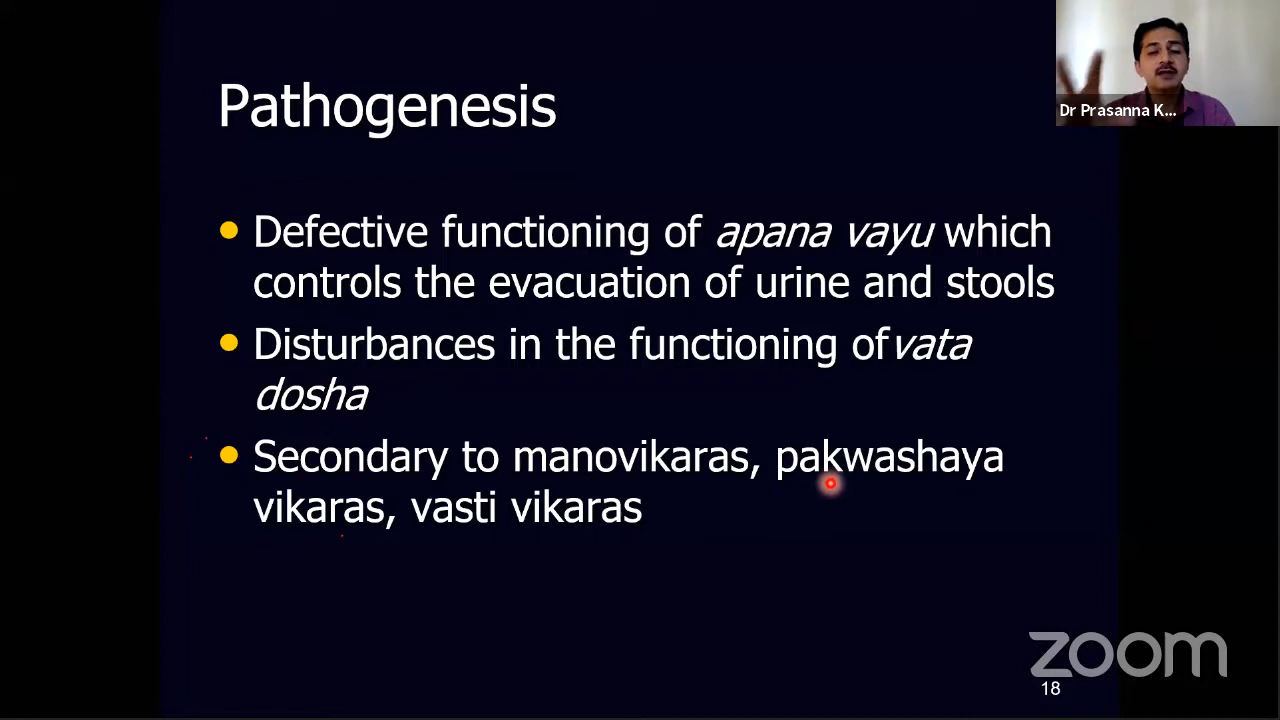 Dr Prasanna K...
Pathogenesis
Defective functioning of apana vayu which
controls the evacuation of urine and stools
Disturbances in the functioning of vata
dosha
Secondary to manovikaras, pakwashaya
vikaras, vasti vikaras
zoom
18